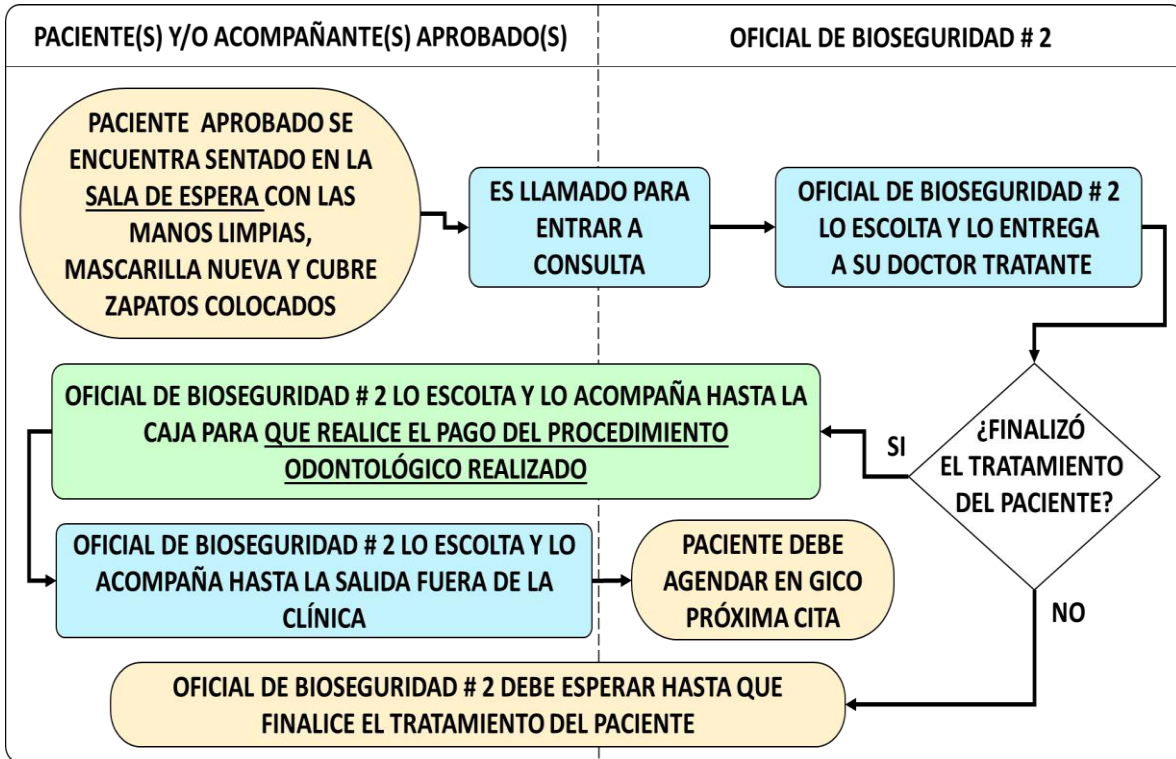 PACIENTE(S) Y/O ACOMPAÑANTE(S) APROBADO(S)
OFICIAL DE BIOSEGURIDAD # 2
PACIENTE APROBADO SE
ENCUENTRA SENTADO EN LA
SALA DE ESPERA CON LAS
MANOS LIMPIAS,
MASCARILLA NUEVA Y CUBRE
ZAPATOS COLOCADOS
ES LLAMADO PARA
ENTRAR A
CONSULTA
OFICIAL DE BIOSEGURIDAD # 2
LO ESCOLTA Y LO ENTREGA
A SU DOCTOR TRATANTE
¿FINALIZÓ
EL TRATAMIENTO
DEL PACIENTE?
SI
OFICIAL DE BIOSEGURIDAD # 2 LO ESCOLTA Y LO ACOMPAÑA HASTA LA
CAJA PARA QUE REALICE EL PAGO DEL PROCEDIMIENTO
ODONTOLÓGICO REALIZADO
OFICIAL DE BIOSEGURIDAD # 2 LO ESCOLTA Y LO
ACOMPAÑA HASTA LA SALIDA FUERA DE LA
CLÍNICA
PACIENTE DEBE
AGENDAR EN GICO
PRÓXIMA CITA
NO
OFICIAL DE BIOSEGURIDAD # 2 DEBE ESPERAR HASTA QUE
FINALICE EL TRATAMIENTO DEL PACIENTE